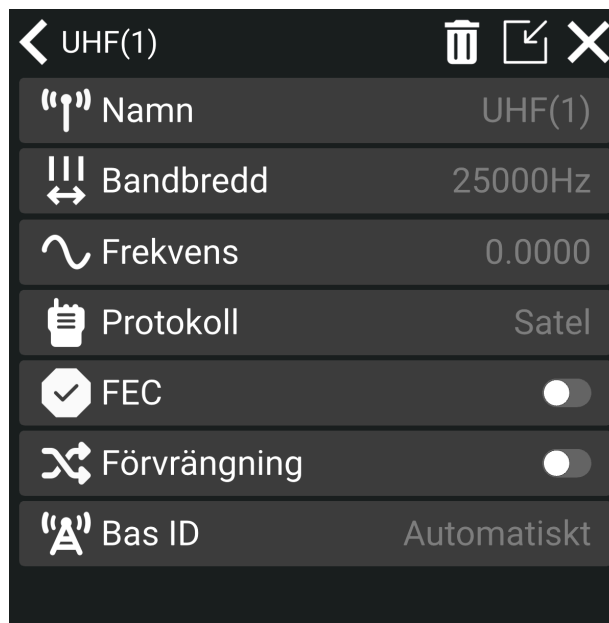 UHF(1)
Namn UHF(1)
Bandbredd 25000Hz
Frekvens 0.0000
Protokoll Satel
FEC
Förvrängning
Bas ID Automatiskt